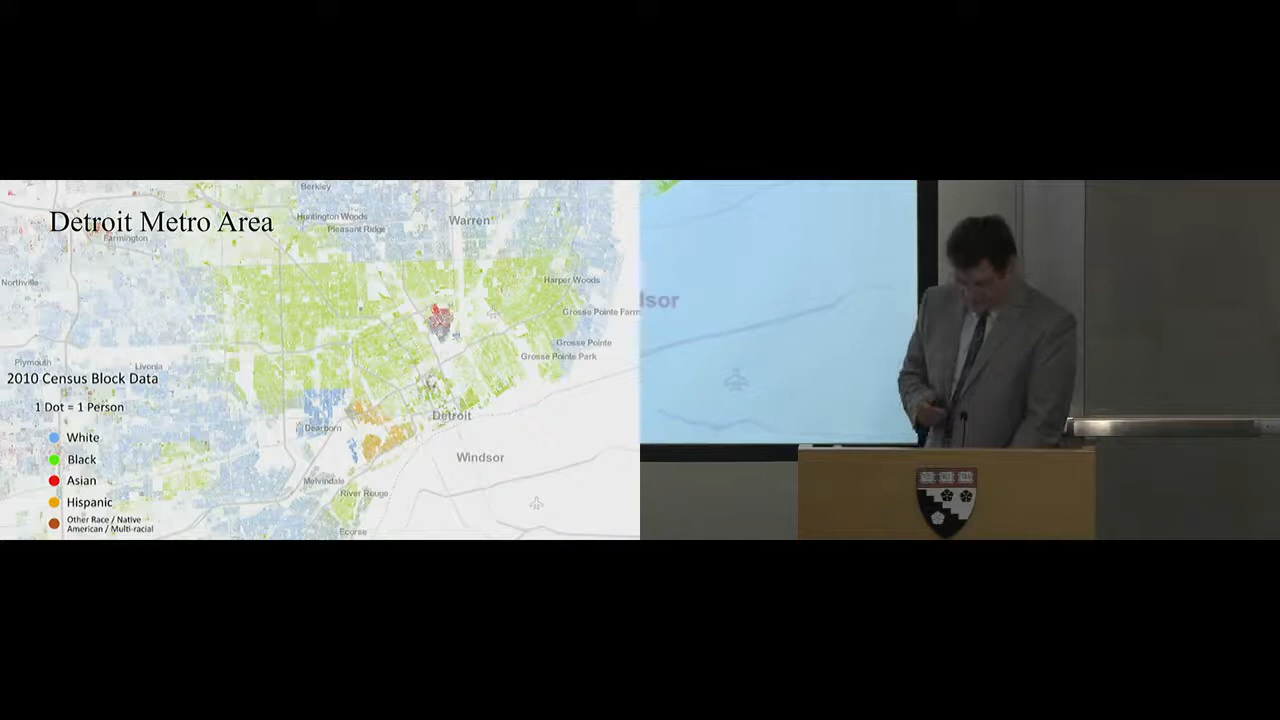 Berkley
Detroit Metro Area
Huntington Woods
Warren
Pleasant Ridge
Farmington
Northville
Harper Woods
Grosse Pointe Farm
Grosse Pointe
Grosse Pointe Park
Plymouth
Livonia
2010 Census Block Data
1 Dot = 1 Person
Detroit
Dearborn
White
Black
Windsor
Asian
Melvindale
River Rouge
Hispanic
Other Race / Native
American / Multi-racial
Ecorse
dsor